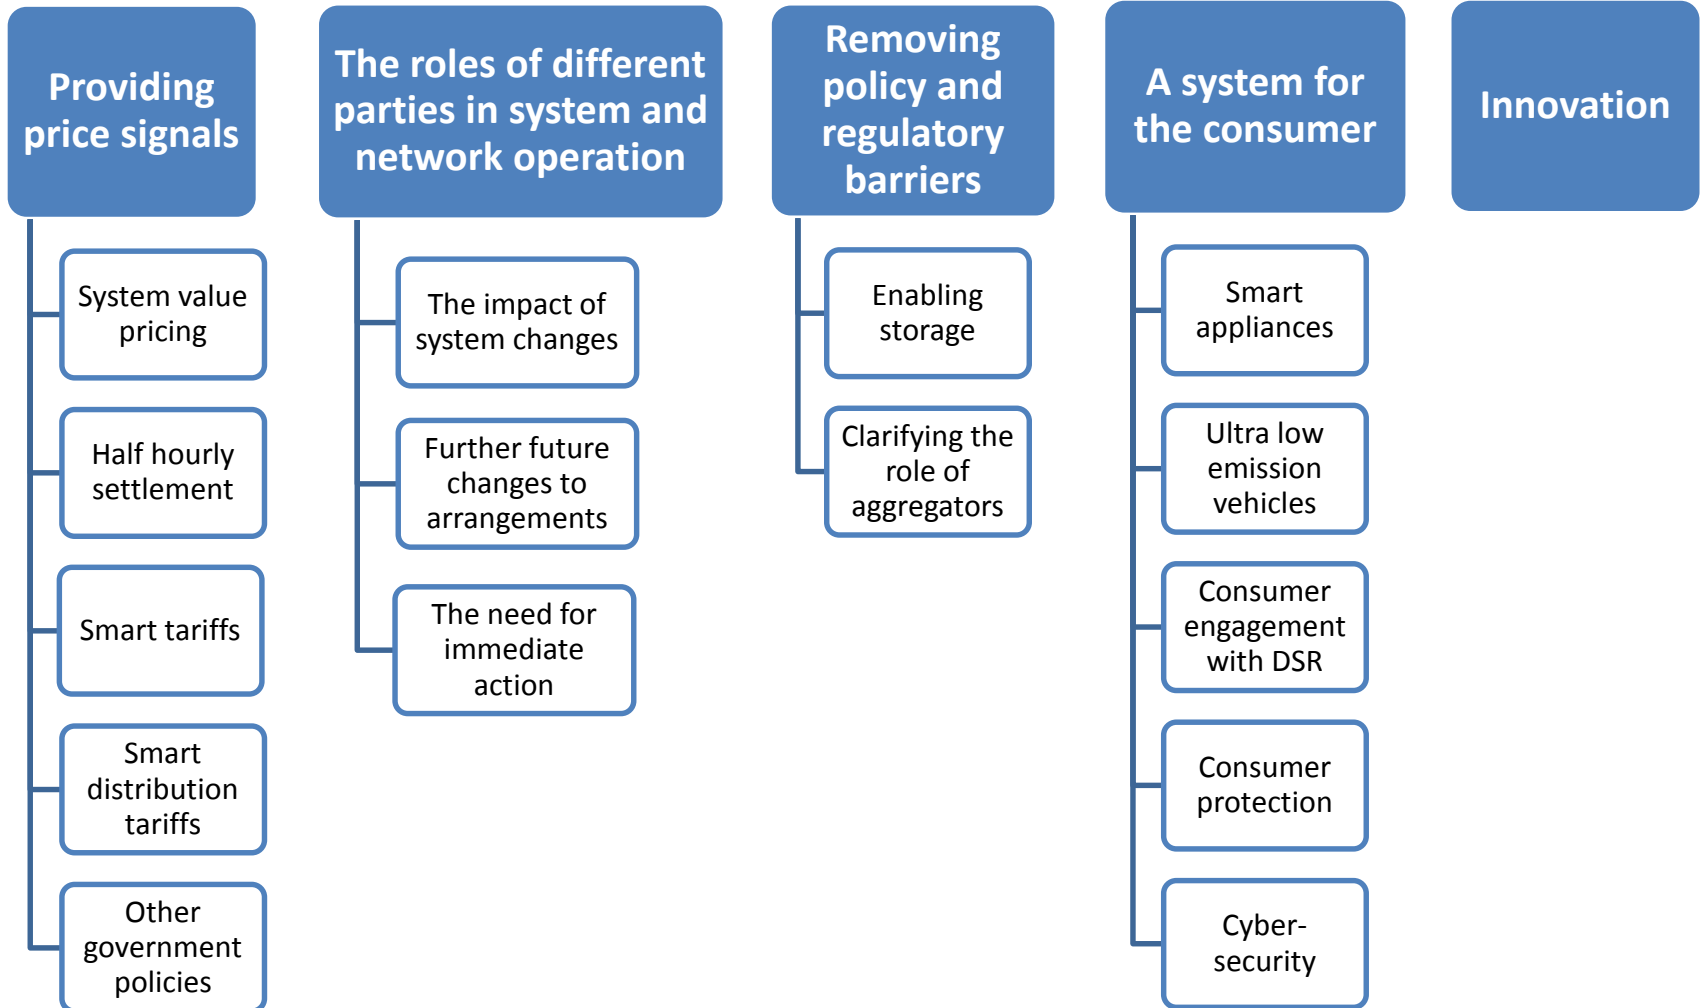 Providing
price signals
System value
pricing
Half hourly
settlement
Smart tariffs
Smart
distribution
tariffs
Other
government
policies
The roles of different
parties in system and
network operation
The impact of
system changes
Further future
changes to
arrangements
The need for
immediate
action
Removing
policy and
regulatory
barriers
Enabling
storage
Clarifying the
role of
aggregators
A system for
the consumer
Smart
appliances
Ultra low
emission
vehicles
Consumer
engagement
with DSR
Consumer
protection
Cyber-
security
Innovation